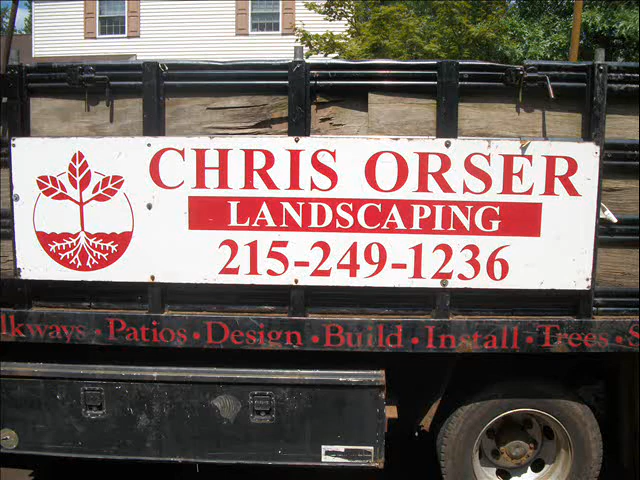 CHRIS ORSER
LANDSCAPING
215-249-1236
lkways • Patios • Design • Build • Install • Trees • S